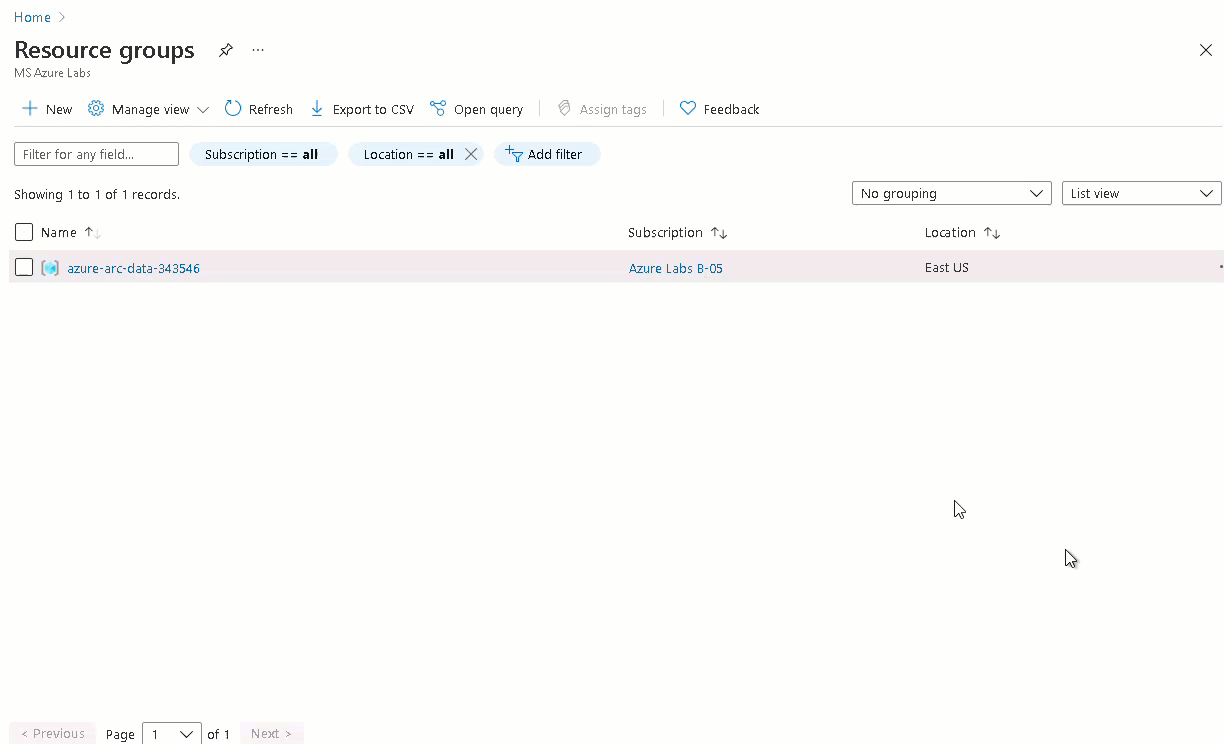 Home
Resource groups
MS Azure Labs
New Manage view Refresh Export to CSV Open query Assign tags Feedback
Filter for any field... Subscription == all Location == all Add filter
Showing 1 to 1 of 1 records. No grouping List view
Name Subscription Location
azure-arc-data-343546 Azure Labs B-05 East US
< Previous Page 1 of 1 Next >